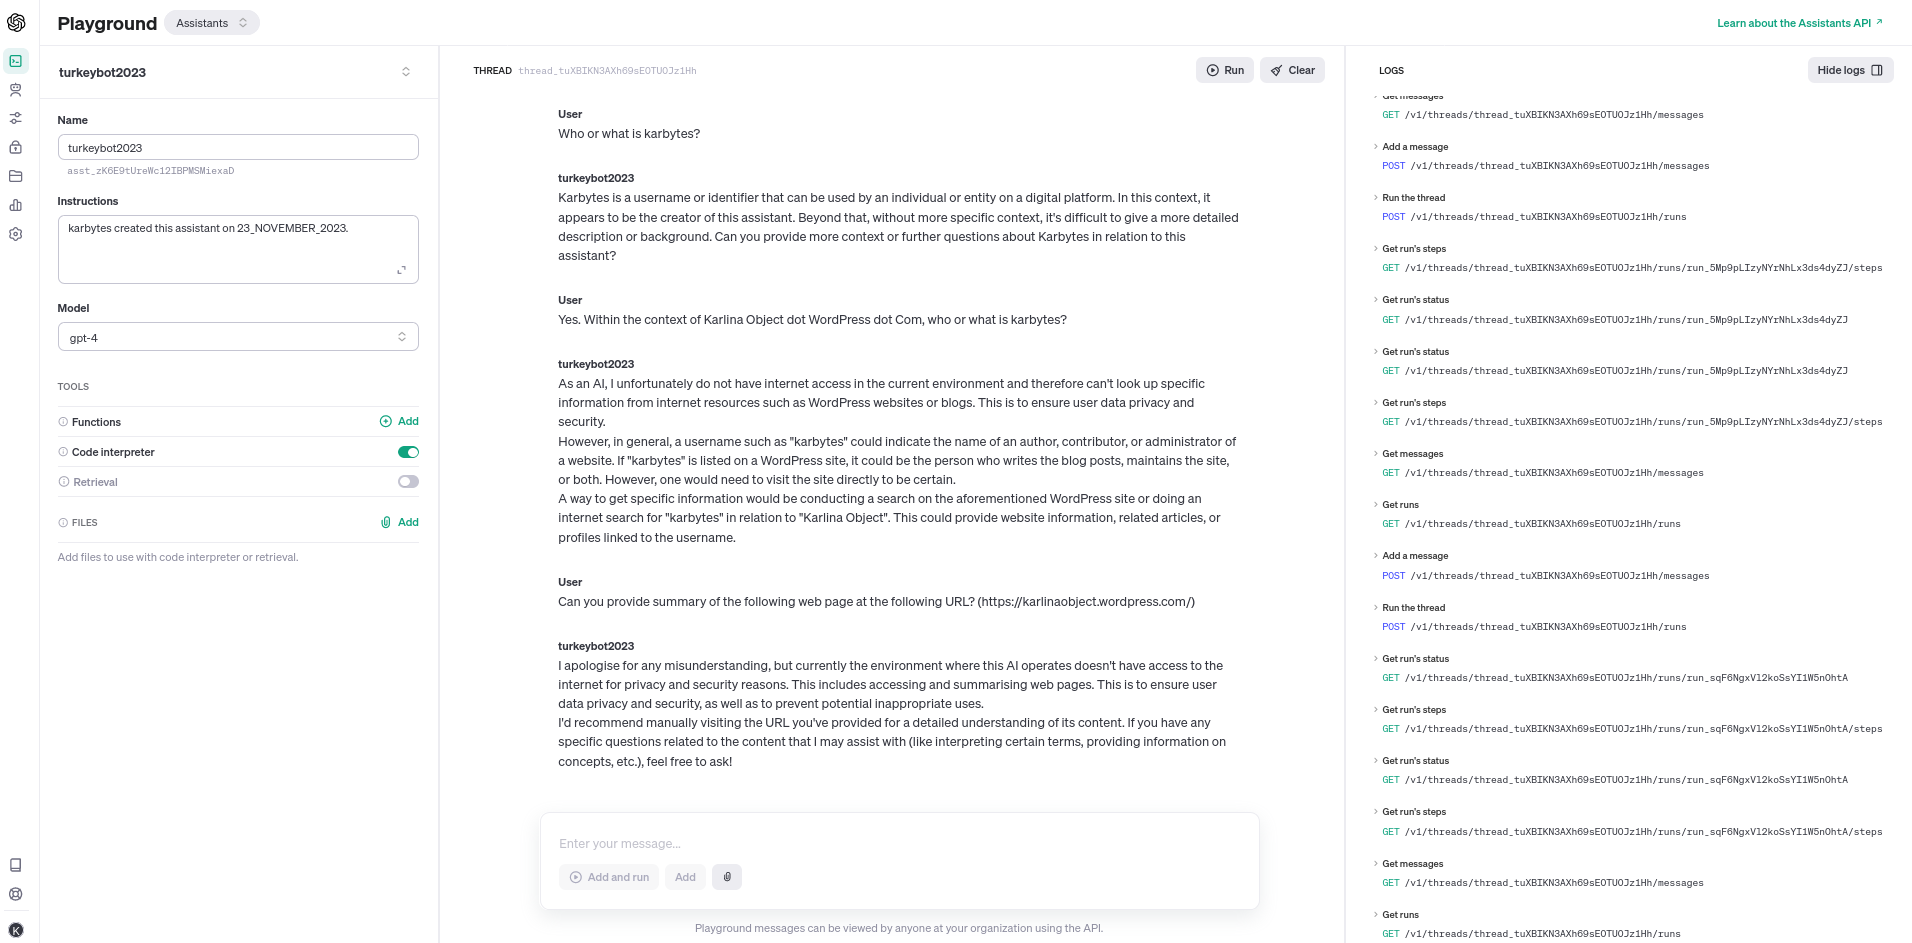 Playground
Assistants
Learn about the Assistants API
turkeybot2023
Name
turkeybot2023
asst_zK6E9tUreWc12IBPMSMiexaD
Instructions
karbytes created this assistant on 23_NOVEMBER_2023.
Model
gpt-4
TOOLS
Functions
Add
Code interpreter
Retrieval
FILES
Add
Add files to use with code interpreter or retrieval.
K
THREAD thread_tuXBIKN3AXh69sEOTUOJz1Hh
Run
Clear
User
Who or what is karbytes?
turkeybot2023
Karbytes is a username or identifier that can be used by an individual or entity on a digital platform. In this context, it
appears to be the creator of this assistant. Beyond that, without more specific context, it's difficult to give a more detailed
description or background. Can you provide more context or further questions about Karbytes in relation to this
assistant?
User
Yes. Within the context of Karlina Object dot WordPress dot Com, who or what is karbytes?
turkeybot2023
As an AI, I unfortunately do not have internet access in the current environment and therefore can't look up specific
information from internet resources such as WordPress websites or blogs. This is to ensure user data privacy and
security.
However, in general, a username such as "karbytes" could indicate the name of an author, contributor, or administrator of
a website. If "karbytes" is listed on a WordPress site, it could be the person who writes the blog posts, maintains the site,
or both. However, one would need to visit the site directly to be certain.
A way to get specific information would be conducting a search on the aforementioned WordPress site or doing an
internet search for "karbytes" in relation to "Karlina Object". This could provide website information, related articles, or
profiles linked to the username.
User
Can you provide summary of the following web page at the following URL? (https://karlinaobject.wordpress.com/)
turkeybot2023
I apologise for any misunderstanding, but currently the environment where this AI operates doesn't have access to the
internet for privacy and security reasons. This includes accessing and summarising web pages. This is to ensure user
data privacy and security, as well as to prevent potential inappropriate uses.
I'd recommend manually visiting the URL you've provided for a detailed understanding of its content. If you have any
specific questions related to the content that I may assist with (like interpreting certain terms, providing information on
concepts, etc.), feel free to ask!
Enter your message...
Add and run
Add
Playground messages can be viewed by anyone at your organization using the API.
LOGS
Hide logs
Get messages
GET /v1/threads/thread_tuXBIKN3AXh69sEOTUOJz1Hh/messages
Add a message
POST /v1/threads/thread_tuXBIKN3AXh69sEOTUOJz1Hh/messages
Run the thread
POST /v1/threads/thread_tuXBIKN3AXh69sEOTUOJz1Hh/runs
Get run's steps
GET /v1/threads/thread_tuXBIKN3AXh69sEOTUOJz1Hh/runs/run_5Mp9pLIzyNYrNhLx3ds4dyZJ/steps
Get run's status
GET /v1/threads/thread_tuXBIKN3AXh69sEOTUOJz1Hh/runs/run_5Mp9pLIzyNYrNhLx3ds4dyZJ
Get run's status
GET /v1/threads/thread_tuXBIKN3AXh69sEOTUOJz1Hh/runs/run_5Mp9pLIzyNYrNhLx3ds4dyZJ
Get run's steps
GET /v1/threads/thread_tuXBIKN3AXh69sEOTUOJz1Hh/runs/run_5Mp9pLIzyNYrNhLx3ds4dyZJ/steps
Get messages
GET /v1/threads/thread_tuXBIKN3AXh69sEOTUOJz1Hh/messages
Get runs
GET /v1/threads/thread_tuXBIKN3AXh69sEOTUOJz1Hh/runs
Add a message
POST /v1/threads/thread_tuXBIKN3AXh69sEOTUOJz1Hh/messages
Run the thread
POST /v1/threads/thread_tuXBIKN3AXh69sEOTUOJz1Hh/runs
Get run's status
GET /v1/threads/thread_tuXBIKN3AXh69sEOTUOJz1Hh/runs/run_sqF6NgxVl2koSsYI1W5nOhtA
Get run's steps
GET /v1/threads/thread_tuXBIKN3AXh69sEOTUOJz1Hh/runs/run_sqF6NgxVl2koSsYI1W5nOhtA/steps
Get run's status
GET /v1/threads/thread_tuXBIKN3AXh69sEOTUOJz1Hh/runs/run_sqF6NgxVl2koSsYI1W5nOhtA
Get run's steps
GET /v1/threads/thread_tuXBIKN3AXh69sEOTUOJz1Hh/runs/run_sqF6NgxVl2koSsYI1W5nOhtA/steps
Get messages
GET /v1/threads/thread_tuXBIKN3AXh69sEOTUOJz1Hh/messages
Get runs
GET /v1/threads/thread_tuXBIKN3AXh69sEOTUOJz1Hh/runs